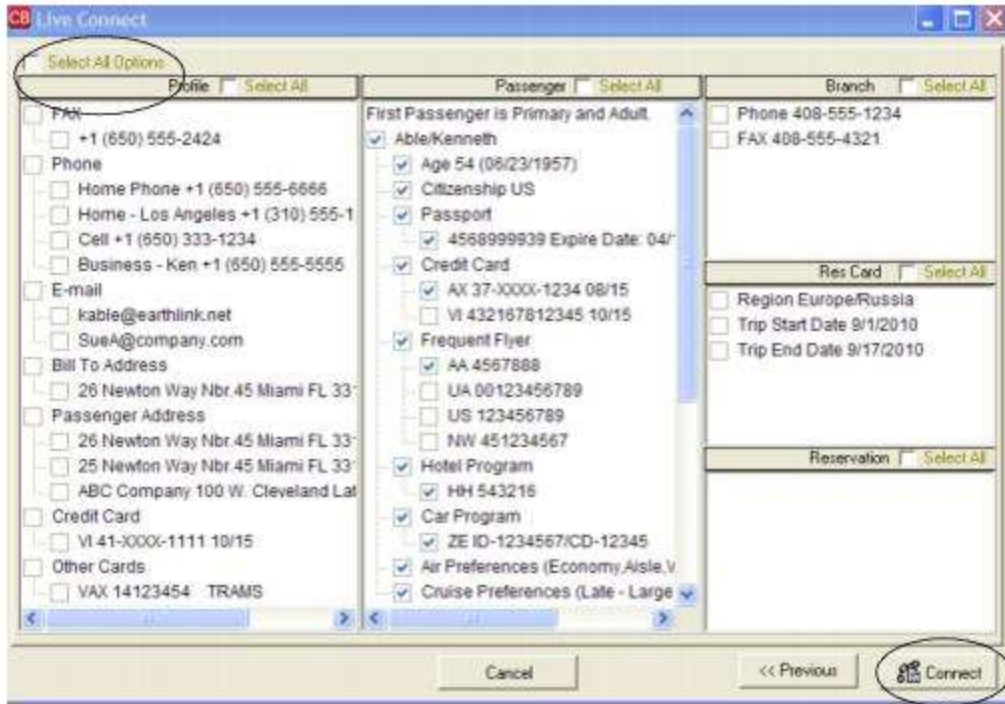 CB Live Connect
Select All Options
Profile Select All
FAX
+1 (650) 555-2424
Phone
Home Phone +1 (650) 555-6666
Home - Los Angeles +1 (310) 555-1
Cell +1 (650) 333-1234
Business - Ken +1 (650) 555-5555
E-mail
kable@earthlink.net
SueA@company.com
Bill To Address
26 Newton Way Nbr.45 Miami FL 331
Passenger Address
26 Newton Way Nbr.45 Miami FL 331
25 Newton Way Nbr.45 Miami FL 331
ABC Company 100 W. Cleveland Lat
Credit Card
VI 41-XXXX-1111 10/15
Other Cards
VAX 14123454 TRAMS
Passenger Select All
First Passenger is Primary and Adult.
Able/Kenneth
Age 54 (06/23/1957)
Citizenship US
Passport
4568999939 Expire Date: 04/
Credit Card
AX 37-XXXX-1234 08/15
VI 432167812345 10/15
Frequent Flyer
AA 4567888
UA 00123456789
US 123456789
NW 451234567
Hotel Program
HH 543216
Car Program
ZE ID-1234567/CD-12345
Air Preferences (Economy,Aisle,V
Cruise Preferences (Late - Large
Branch Select All
Phone 408-555-1234
FAX 408-555-4321
Res Card Select All
Region Europe/Russia
Trip Start Date 9/1/2010
Trip End Date 9/17/2010
Reservation Select All
Cancel
<< Previous
Connect